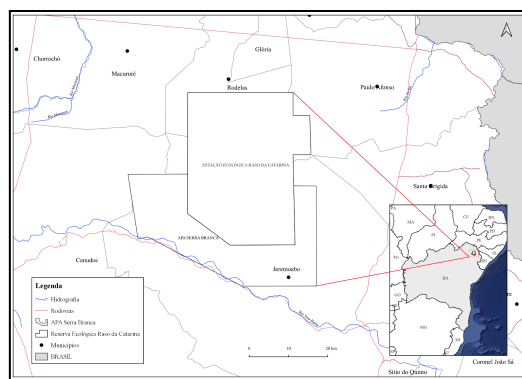 Glória
Chorrochó
Macururé
Rodelas
Paulo Afonso
ESTAÇÃO ECOLÓGICA RASO DA CATARINA
Santa Brígida
APA SERRA BRANCA
Canudos
Jeremoabo
Legenda
Hidrografia
Rodovias
APA Serra Branca
Reserva Ecológica Raso da Catarina
Municípios
BRASIL
0 10 20 km
Sítio do Quinto
Coronel João Sá
PA
MA
CE
RN
PB
PI
PE
AL
SE
TO
BA
GO
MG
ES